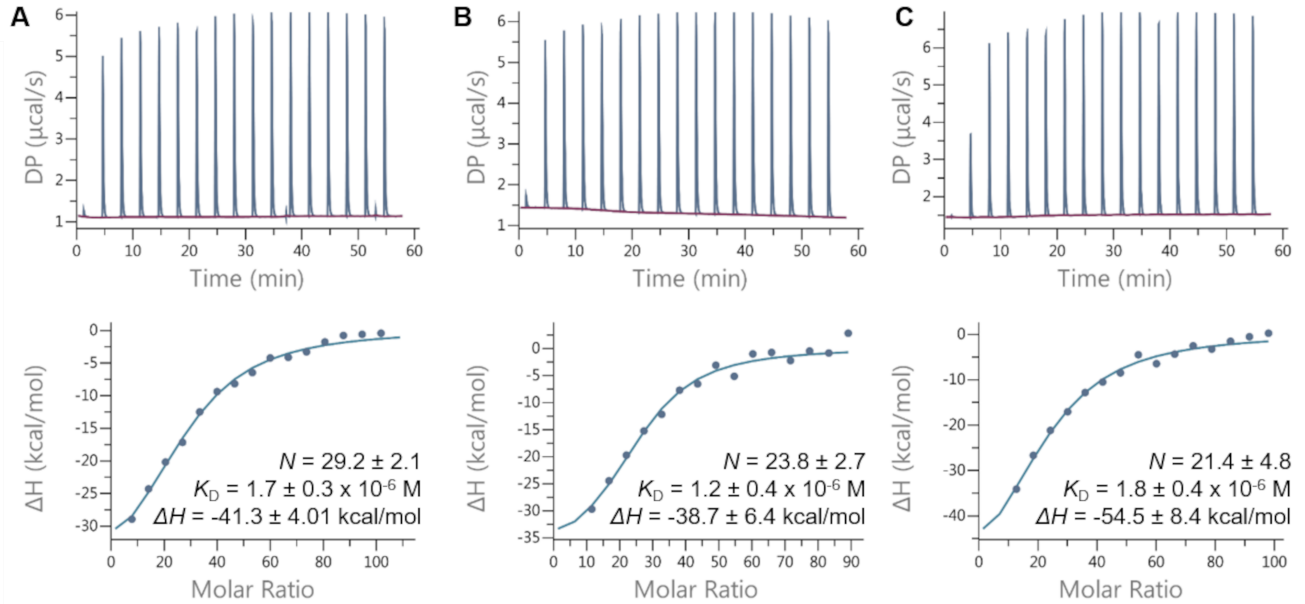 A
DP (µcal/s)
6
5
4
3
2
1
0 10 20 30 40 50 60
Time (min)
B
DP (µcal/s)
6
5
4
3
2
1
0 10 20 30 40 50 60
Time (min)
C
DP (µcal/s)
6
5
4
3
2
0 10 20 30 40 50 60
Time (min)
ΔH (kcal/mol)
0
-5
-10
-15
-20
-25
-30
N = 29.2 ± 2.1
KD = 1.7 ± 0.3 x 10⁻⁶ M
ΔH = -41.3 ± 4.01 kcal/mol
0 20 40 60 80 100
Molar Ratio
ΔH (kcal/mol)
0
-5
-10
-15
-20
-25
-30
-35
N = 23.8 ± 2.7
KD = 1.2 ± 0.4 x 10⁻⁶ M
ΔH = -38.7 ± 6.4 kcal/mol
0 10 20 30 40 50 60 70 80 90
Molar Ratio
ΔH (kcal/mol)
0
-10
-20
-30
-40
N = 21.4 ± 4.8
KD = 1.8 ± 0.4 x 10⁻⁶ M
ΔH = -54.5 ± 8.4 kcal/mol
0 20 40 60 80 100
Molar Ratio